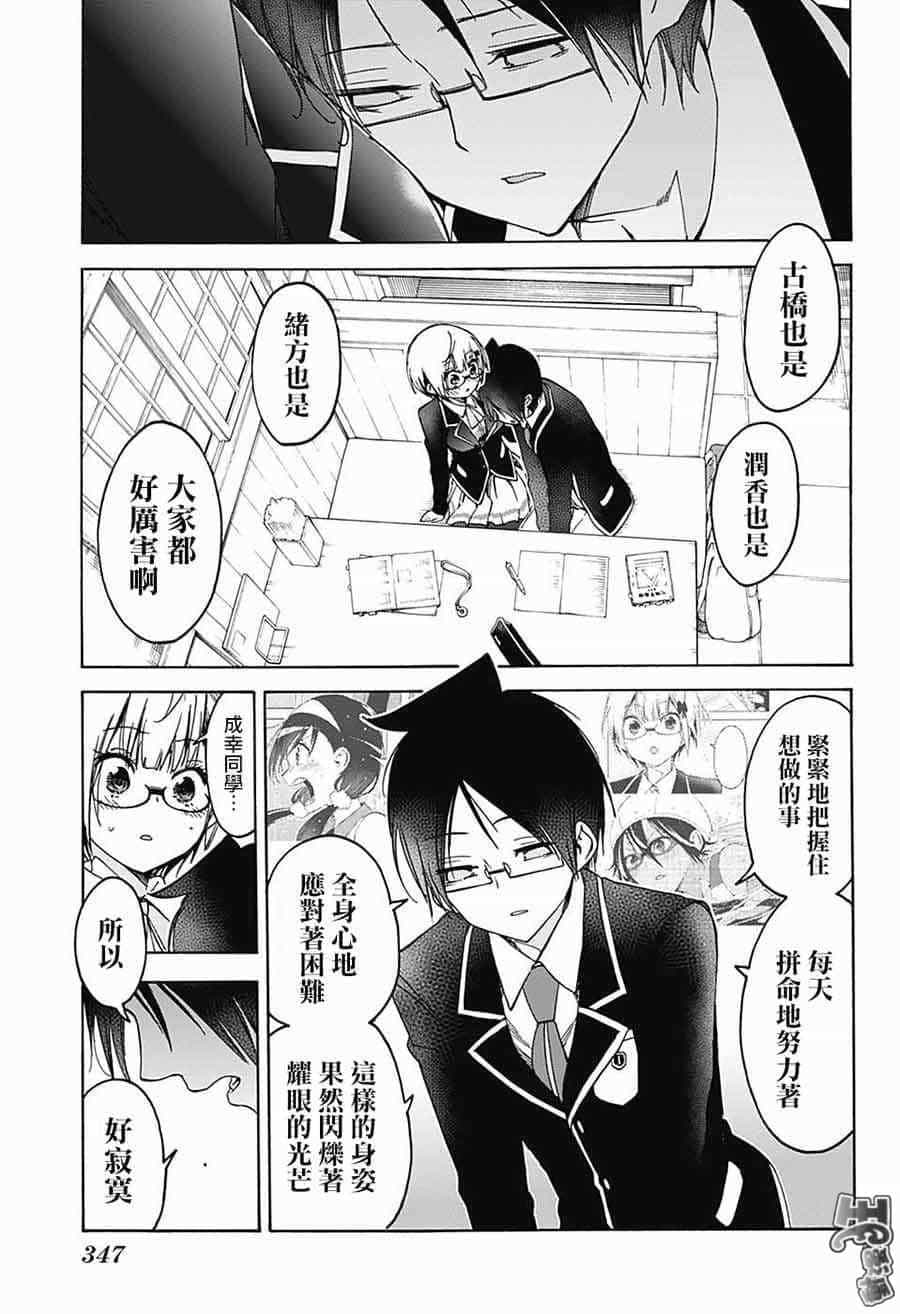 古橋也是
潤香也是
緒方也是
大家都
好厲害啊
緊緊地把握住
想做的事
每天
拼命地努力著
全身心地
應對著困難
這樣的身姿
果然閃爍著
耀眼的光芒
成幸同學…
所以
好寂寞
347